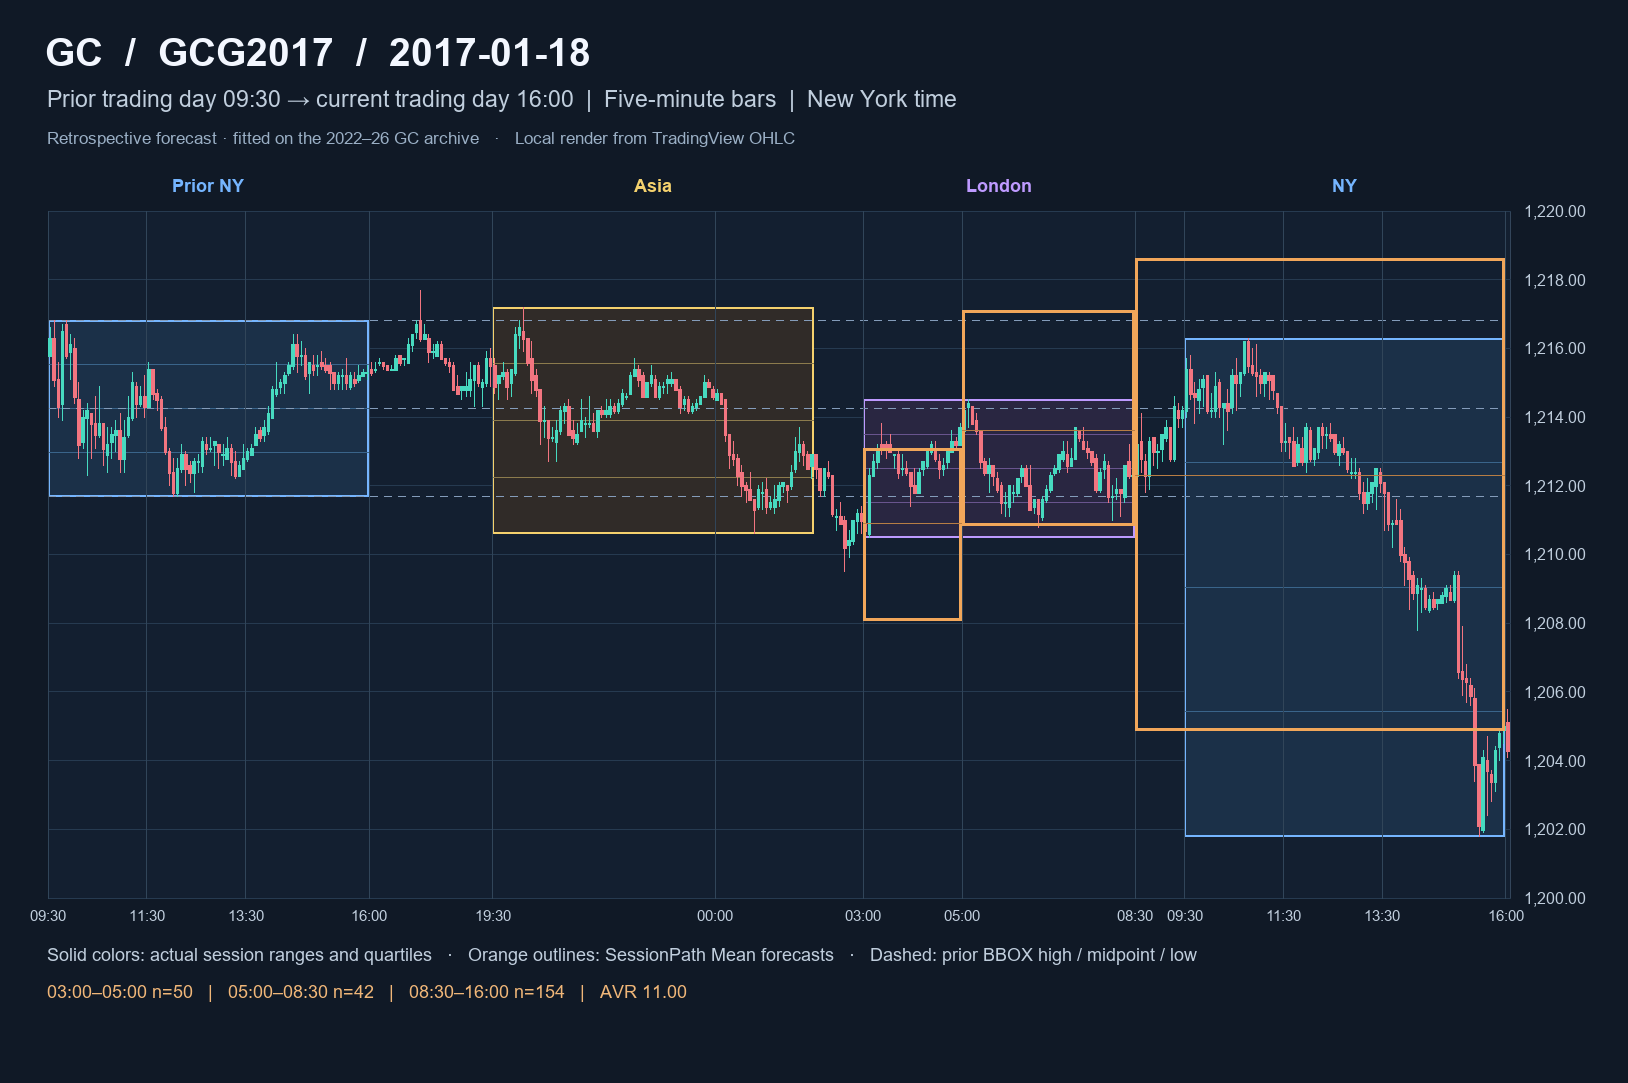 GC / GCG2017 / 2017-01-18
Prior trading day 09:30 → current trading day 16:00 | Five-minute bars | New York time
Retrospective forecast · fitted on the 2022–26 GC archive · Local render from TradingView OHLC
Prior NY Asia London NY
1,220.00
1,218.00
1,216.00
1,214.00
1,212.00
1,210.00
1,208.00
1,206.00
1,204.00
1,202.00
1,200.00
09:30 11:30 13:30 16:00 19:30 00:00 03:00 05:00 08:30 09:30 11:30 13:30 16:00
Solid colors: actual session ranges and quartiles · Orange outlines: SessionPath Mean forecasts · Dashed: prior BBOX high / midpoint / low
03:00–05:00 n=50 | 05:00–08:30 n=42 | 08:30–16:00 n=154 | AVR 11.00